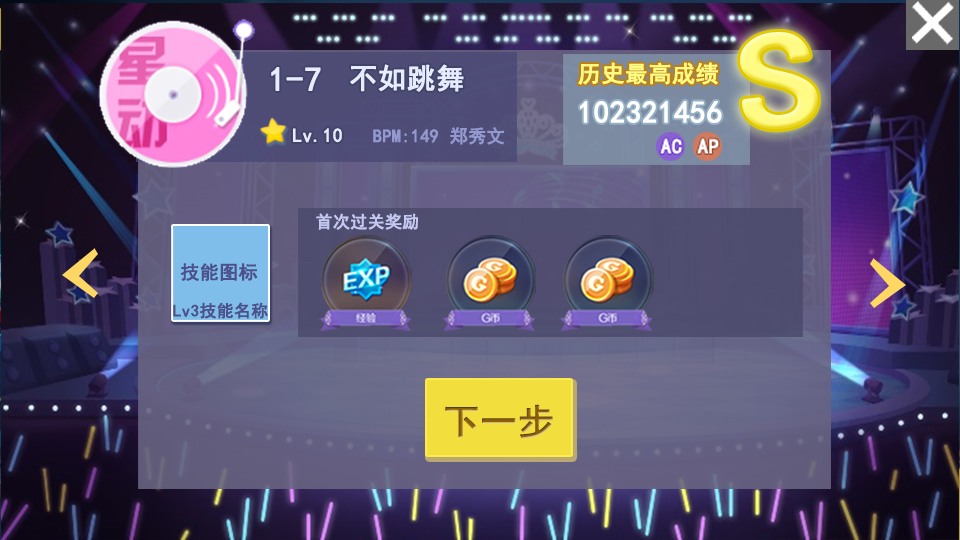 星
动
1-7 不如跳舞
Lv.10 BPM:149 郑秀文
历史最高成绩
102321456
S
AC AP
首次过关奖励
技能图标
Lv3技能名称
EXP
经验
G币
G币
下一步